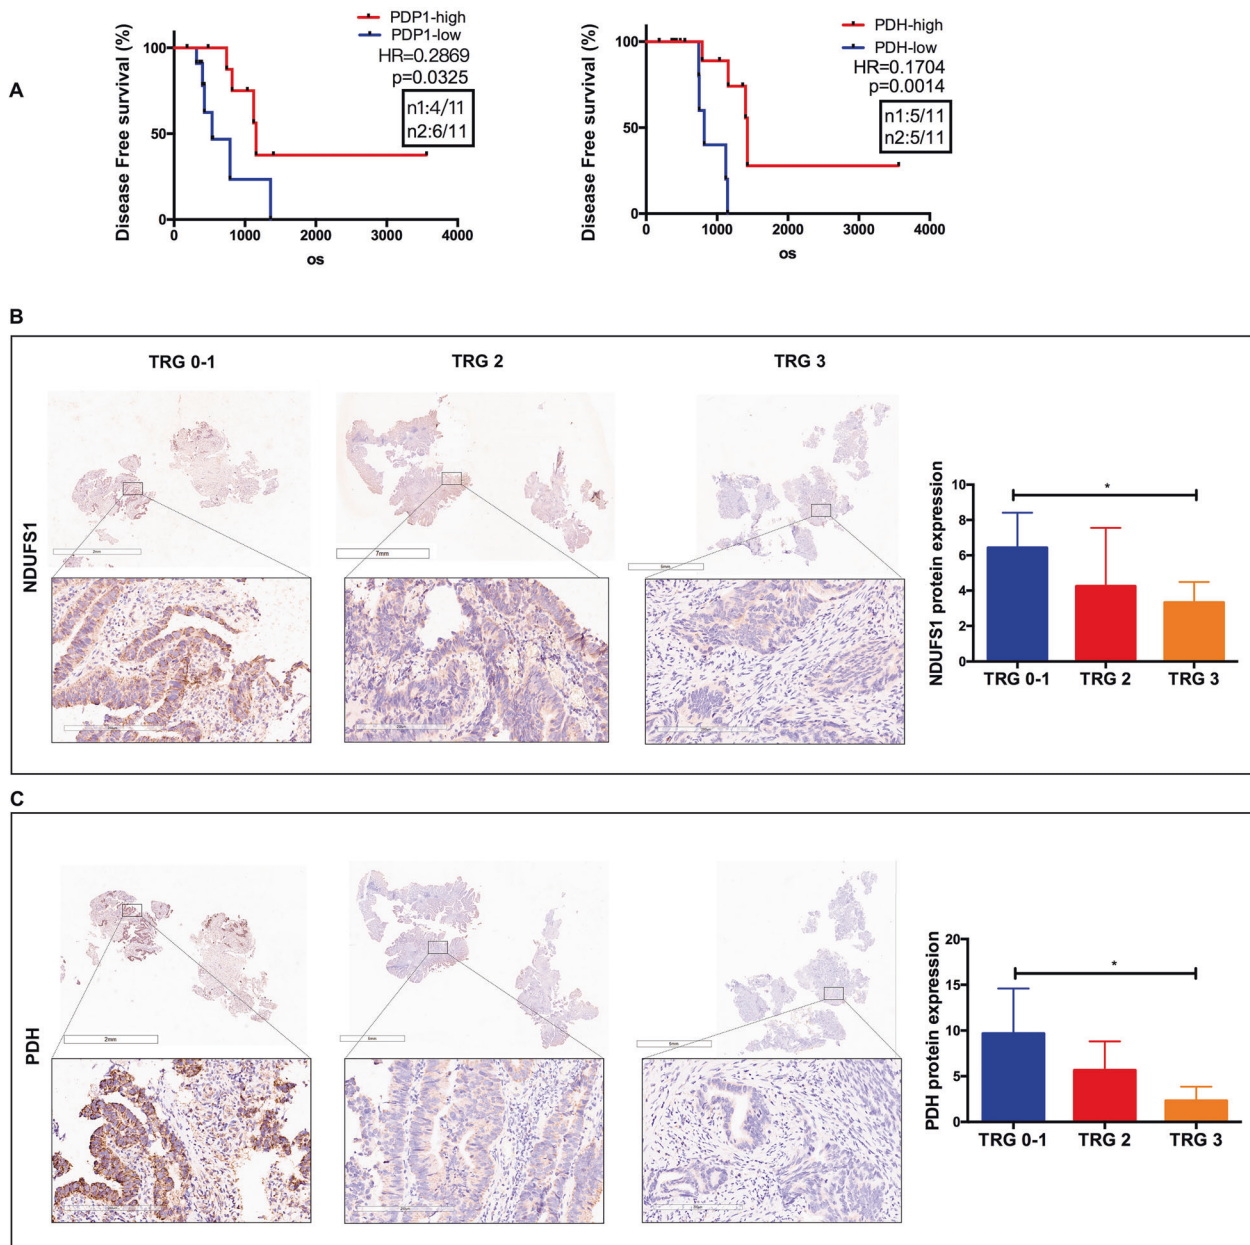 A
PDP1-high
PDP1-low
HR=0.2869
p=0.0325
n1:4/11
n2:6/11
Disease Free survival (%)
100
50
0
0 1000 2000 3000 4000
os
PDH-high
PDH-low
HR=0.1704
p=0.0014
n1:5/11
n2:5/11
Disease Free survival (%)
100
50
0
0 1000 2000 3000 4000
os
B
TRG 0-1 TRG 2 TRG 3
NDUFS1
2mm
7mm
5mm
NDUFS1 protein expression
10
8
6
4
2
0
*
TRG 0-1 TRG 2 TRG 3
C
PDH
2mm
PDH protein expression
20
15
10
5
0
*
TRG 0-1 TRG 2 TRG 3